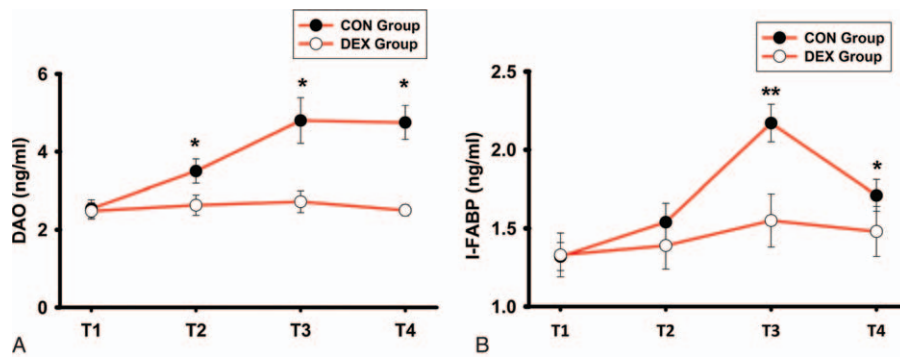 CON Group
DEX Group
6
4
2
0
DAO (ng/ml)
*
*
*
T1
T2
T3
T4
A
CON Group
DEX Group
2.5
2.0
1.5
1.0
I-FABP (ng/ml)
**
*
T1
T2
T3
T4
B